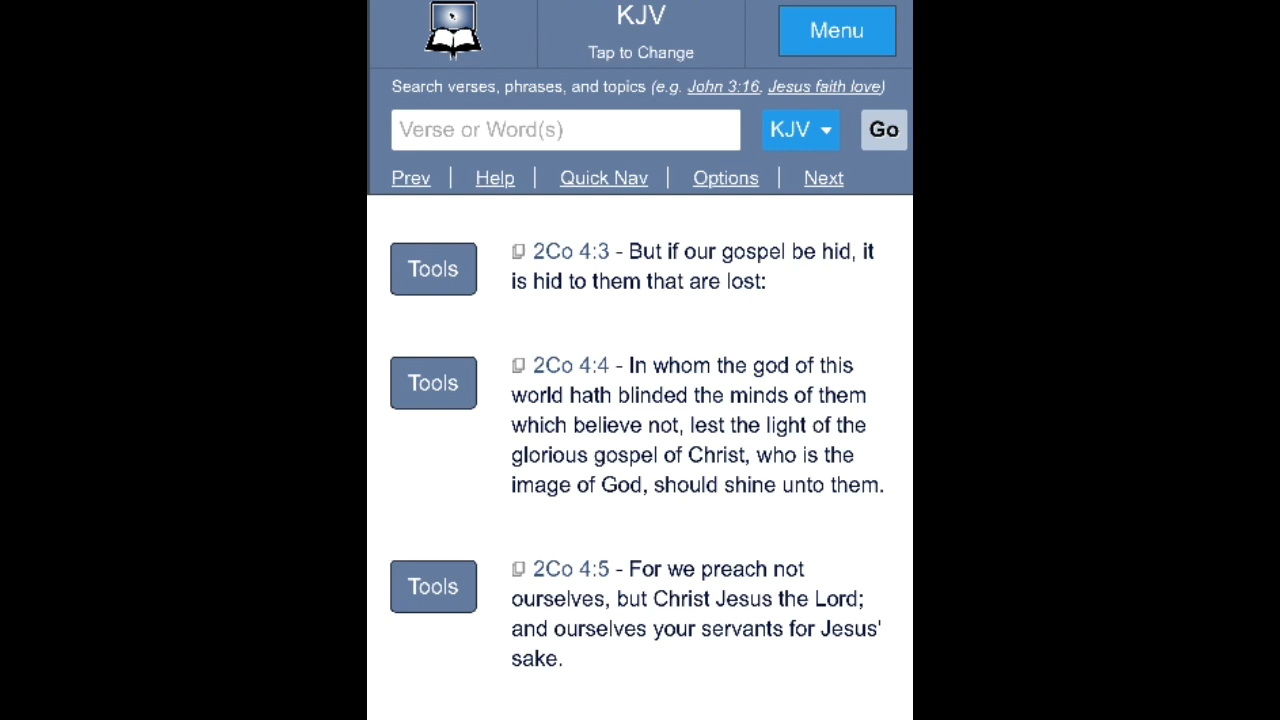 KJV
Tap to Change
Menu
Search verses, phrases, and topics (e.g. John 3:16, Jesus faith love)
Verse or Word(s)
KJV
Go
Prev
Help
Quick Nav
Options
Next
Tools
2Co 4:3 - But if our gospel be hid, it
is hid to them that are lost:
Tools
2Co 4:4 - In whom the god of this
world hath blinded the minds of them
which believe not, lest the light of the
glorious gospel of Christ, who is the
image of God, should shine unto them.
Tools
2Co 4:5 - For we preach not
ourselves, but Christ Jesus the Lord;
and ourselves your servants for Jesus'
sake.